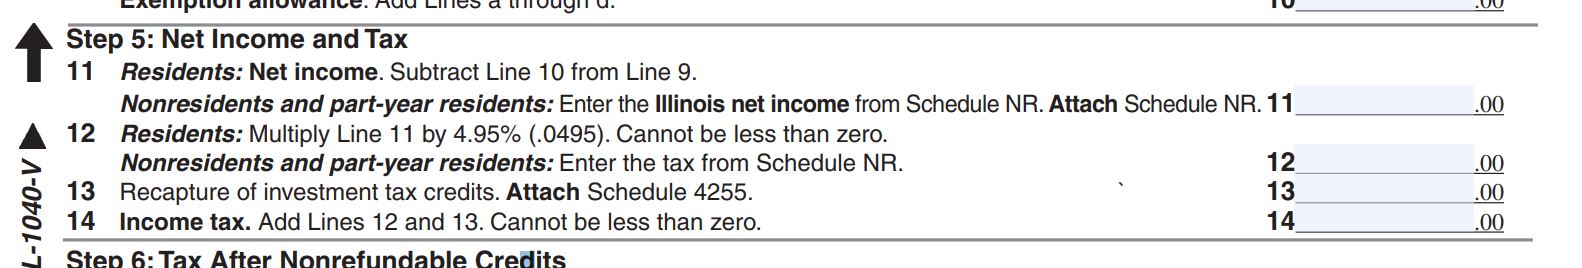 Exemption allowance. Add Lines a through d. 10 .00
Step 5: Net Income and Tax
11 Residents: Net income. Subtract Line 10 from Line 9.
Nonresidents and part-year residents: Enter the Illinois net income from Schedule NR. Attach Schedule NR. 11 .00
12 Residents: Multiply Line 11 by 4.95% (.0495). Cannot be less than zero.
Nonresidents and part-year residents: Enter the tax from Schedule NR. 12 .00
13 Recapture of investment tax credits. Attach Schedule 4255. ` 13 .00
14 Income tax. Add Lines 12 and 13. Cannot be less than zero. 14 .00
Step 6: Tax After Nonrefundable Credits
L-1040-V